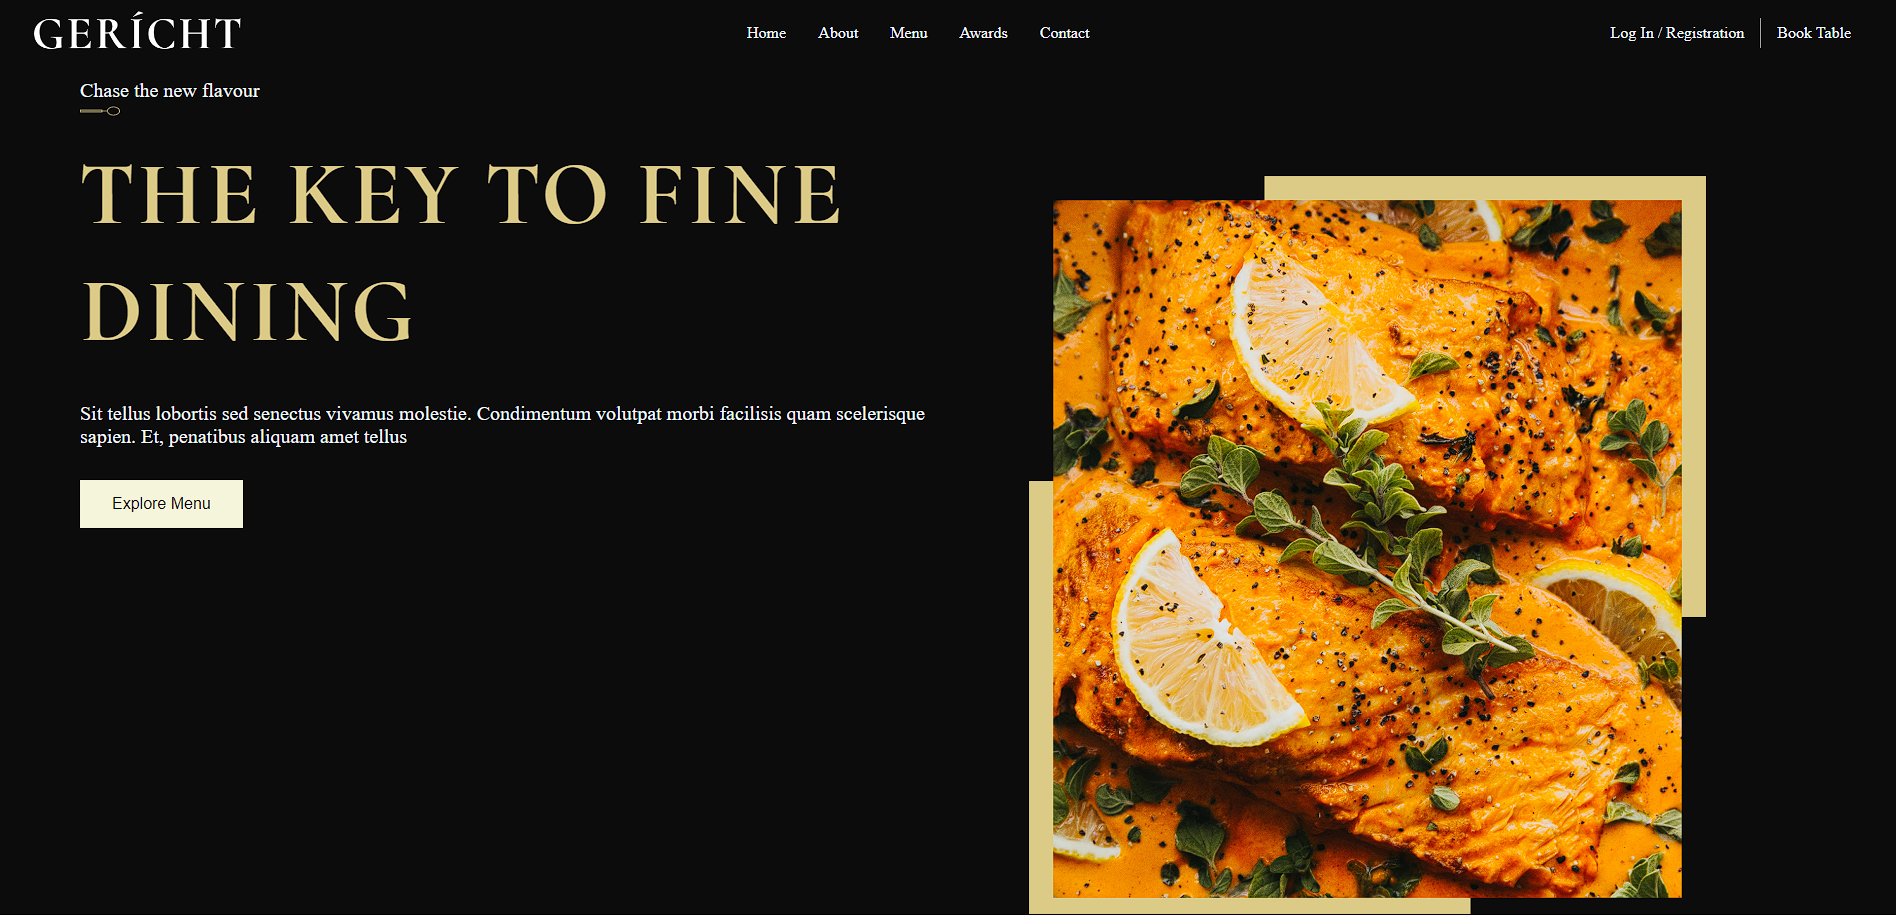 GERÍCHT
Home About Menu Awards Contact
Log In / Registration Book Table
Chase the new flavour
THE KEY TO FINE
DINING
Sit tellus lobortis sed senectus vivamus molestie. Condimentum volutpat morbi facilisis quam scelerisque
sapien. Et, penatibus aliquam amet tellus
Explore Menu